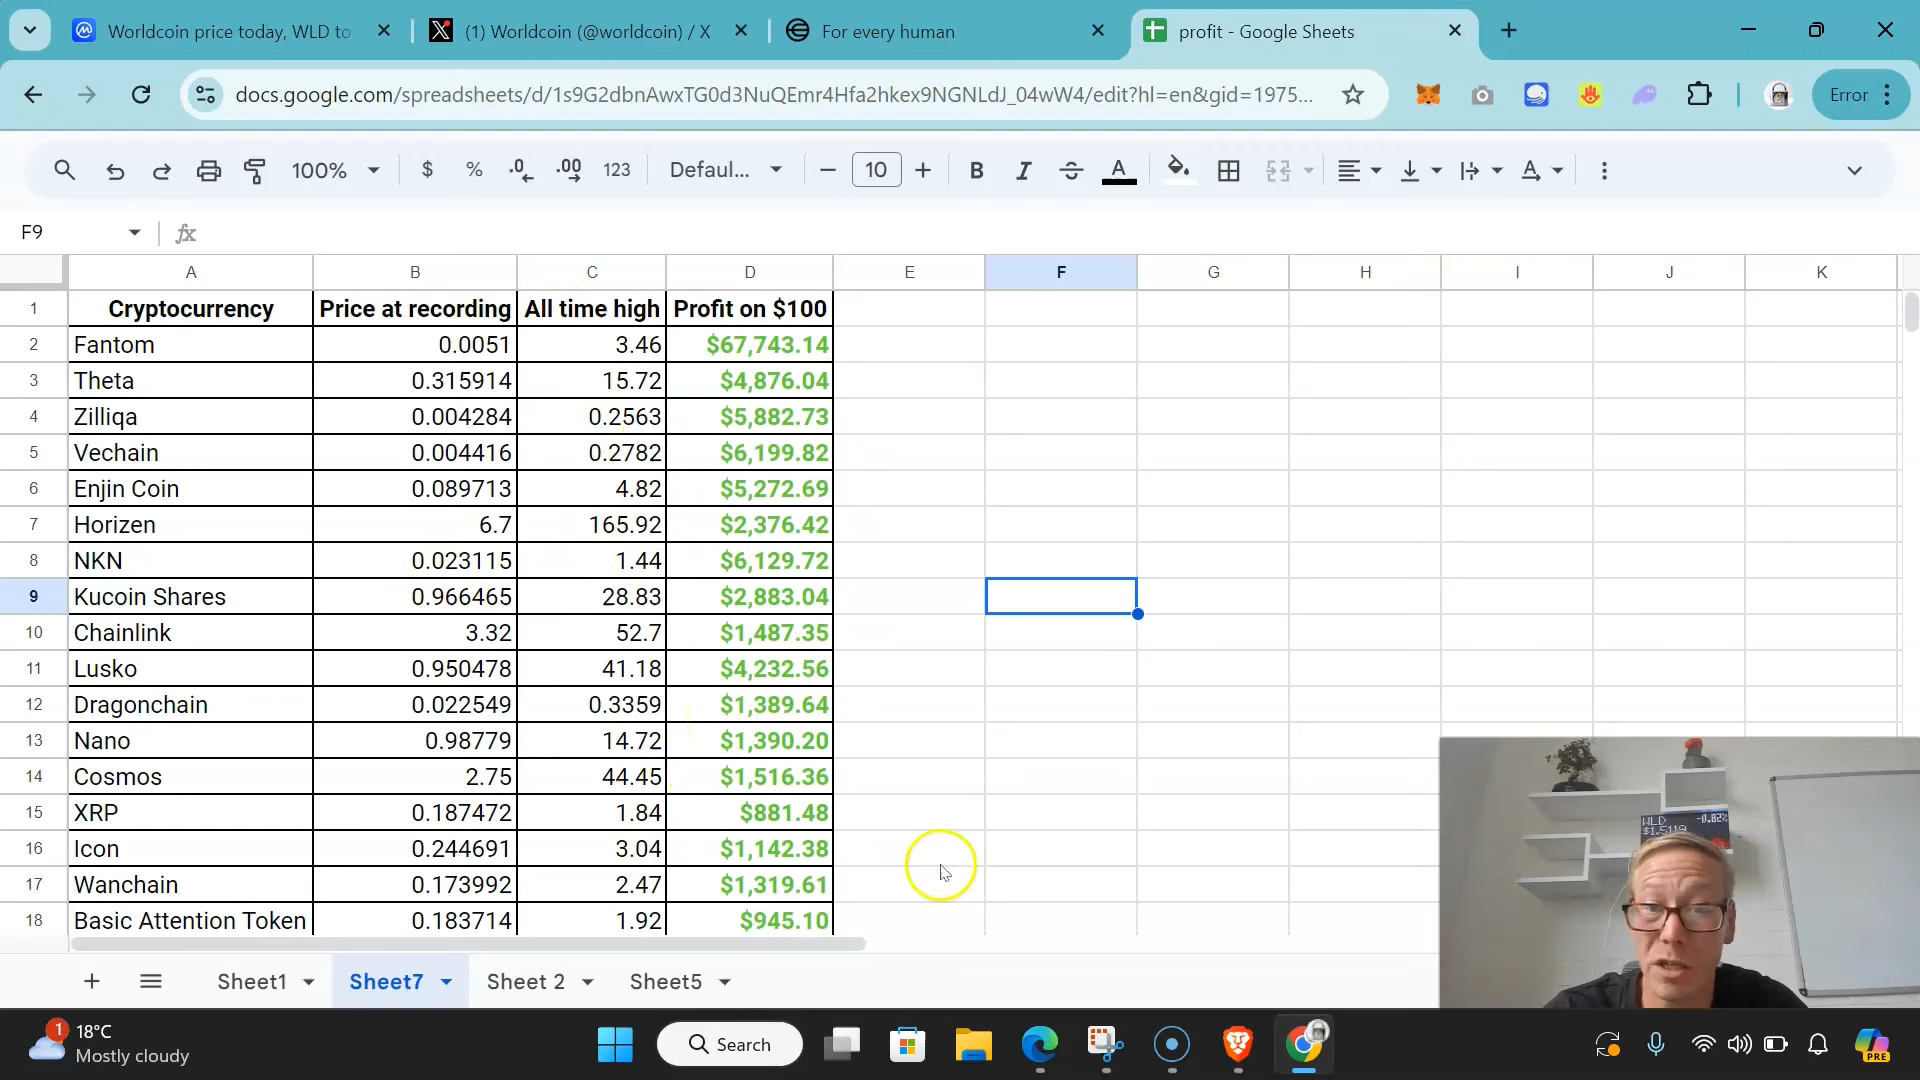 Worldcoin price today, WLD to
(1) Worldcoin (@worldcoin) / X
For every human
profit - Google Sheets
docs.google.com/spreadsheets/d/1s9G2dbnAwxTG0d3NuQEmr4Hfa2hkex9NGNLdJ_04wW4/edit?hl=en&gid=1975...
Error
100%
$
%
.0
.00
123
Defaul...
10
B
I
A
A
F9
fx
A B C D E F G H I J K
1 Cryptocurrency Price at recording All time high Profit on $100
2 Fantom 0.0051 3.46 $67,743.14
3 Theta 0.315914 15.72 $4,876.04
4 Zilliqa 0.004284 0.2563 $5,882.73
5 Vechain 0.004416 0.2782 $6,199.82
6 Enjin Coin 0.089713 4.82 $5,272.69
7 Horizen 6.7 165.92 $2,376.42
8 NKN 0.023115 1.44 $6,129.72
9 Kucoin Shares 0.966465 28.83 $2,883.04
10 Chainlink 3.32 52.7 $1,487.35
11 Lusko 0.950478 41.18 $4,232.56
12 Dragonchain 0.022549 0.3359 $1,389.64
13 Nano 0.98779 14.72 $1,390.20
14 Cosmos 2.75 44.45 $1,516.36
15 XRP 0.187472 1.84 $881.48
16 Icon 0.244691 3.04 $1,142.38
17 Wanchain 0.173992 2.47 $1,319.61
18 Basic Attention Token 0.183714 1.92 $945.10
WLD -0.82%
$1.5119
Sheet1
Sheet7
Sheet 2
Sheet5
1
18°C
Mostly cloudy
Search
PRE